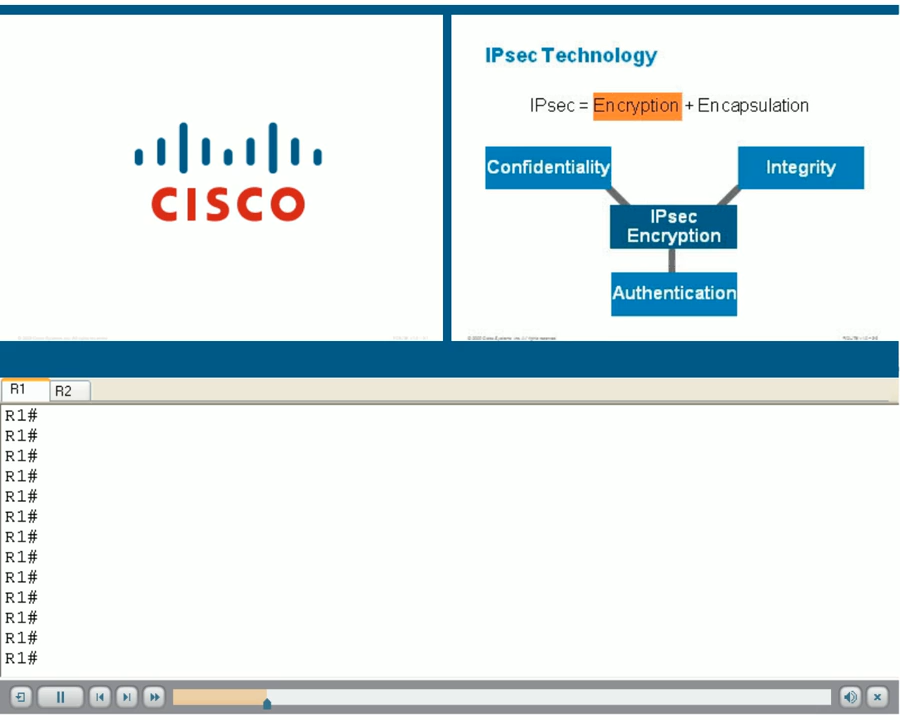 CISCO
IPsec Technology
IPsec = Encryption + Encapsulation
Confidentiality
Integrity
IPsec
Encryption
Authentication
R1
R2
R1#
R1#
R1#
R1#
R1#
R1#
R1#
R1#
R1#
R1#
R1#
R1#
R1#